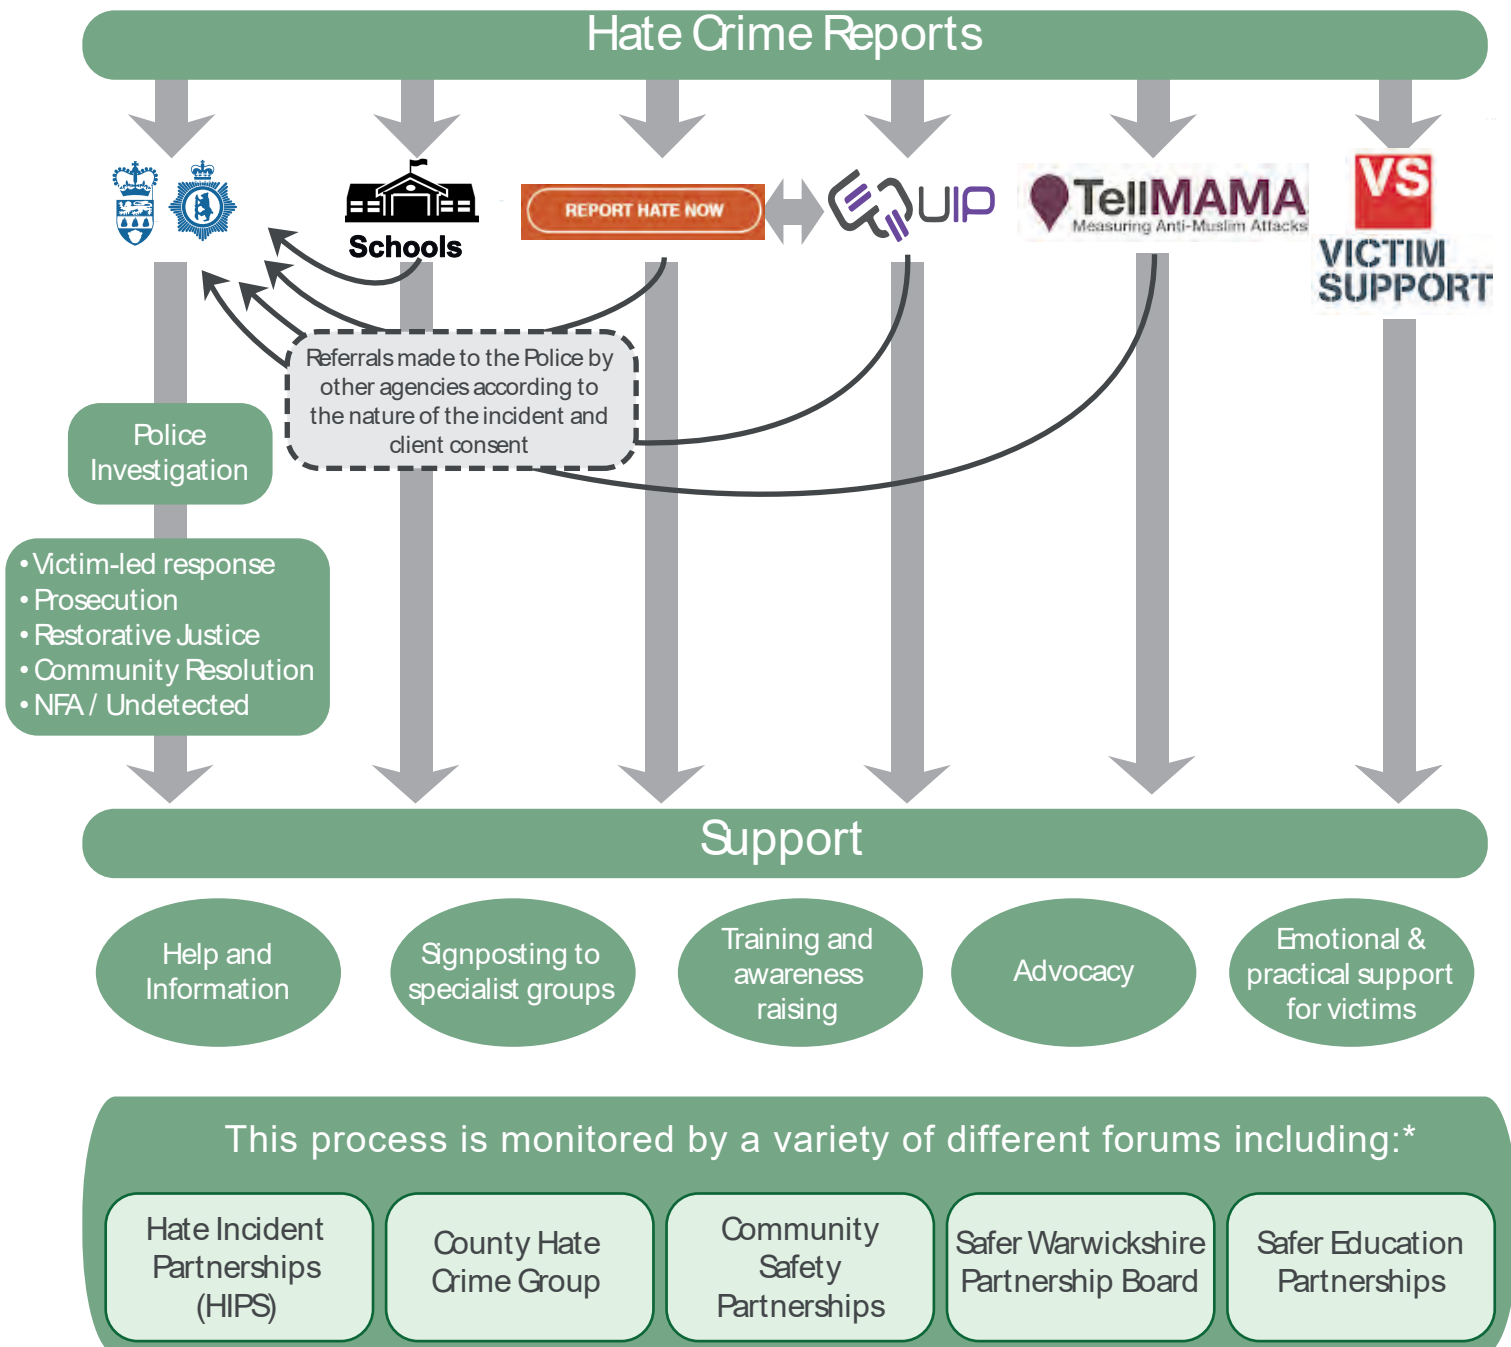 Hate Crime Reports
Schools
REPORT HATE NOW
EQUIP
TellMAMA
Measuring Anti-Muslim Attacks
VS
VICTIM
SUPPORT
Referrals made to the Police by
other agencies according to
the nature of the incident and
client consent
Police
Investigation
• Victim-led response
• Prosecution
• Restorative Justice
• Community Resolution
• NFA / Undetected
Support
Help and
Information
Signposting to
specialist groups
Training and
awareness
raising
Advocacy
Emotional &
practical support
for victims
This process is monitored by a variety of different forums including:*
Hate Incident
Partnerships
(HIPS)
County Hate
Crime Group
Community
Safety
Partnerships
Safer Warwickshire
Partnership Board
Safer Education
Partnerships